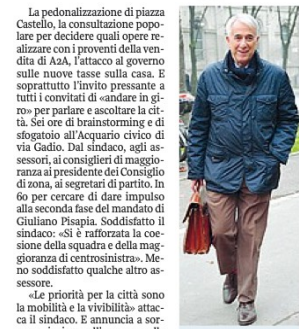 La pedonalizzazione di piazza
Castello, la consultazione popo-
lare per decidere quali opere re-
alizzare con i proventi della ven-
dita di A2A, l'attacco al governo
sulle nuove tasse sulla casa. E
soprattutto l'invito pressante a
tutti i convitati di «andare in gi-
ro» per parlare e ascoltare la cit-
tà. Sei ore di brainstorming e di
sfogatoio all'Acquario civico di
via Gadio. Dal sindaco, agli as-
sessori, ai consiglieri di maggio-
ranza ai presidente dei Consiglio
di zona, ai segretari di partito. In
60 per cercare di dare impulso
alla seconda fase del mandato di
Giuliano Pisapia. Soddisfatto il
sindaco: «Si è rafforzata la coe-
sione della squadra e della mag-
gioranza di centrosinistra». Me-
no soddisfatto qualche altro as-
sessore.
«Le priorità per la città sono
la mobilità e la vivibilità» attac-
ca il sindaco. E annuncia a sor-